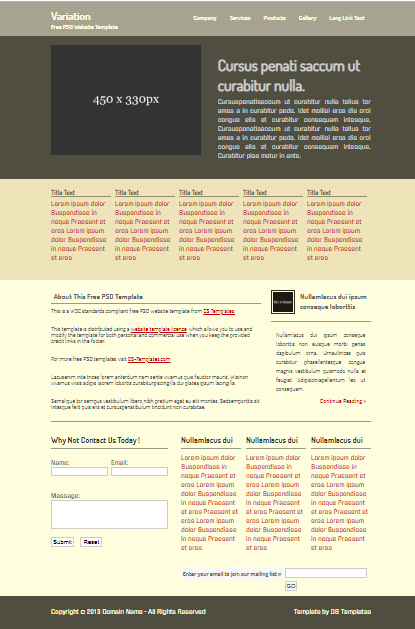 Variation
Free PSD Website Template
Company Services Products Gallery Long Link Text
450 x 330px
Cursus penati saccum ut
curabitur nulla.
Cursuspenatisaccum ut curabitur nulla tellus tor
ames a in curabitur pede. Idet mollisi eros dis orci
congue elis et curabitur consequam intesque.
Cursuspenatisaccum ut curabitur nulla tellus tor
ames a in curabitur pede. Idet mollisi eros dis orci
congue elis et curabitur consequam intesque.
Curabitur pisa metur in ante.
Title Text Title Text Title Text Title Text Title Text
Lorem ipsum dolor Lorem ipsum dolor Lorem ipsum dolor Lorem ipsum dolor Lorem ipsum dolor
Suspendisse in Suspendisse in Suspendisse in Suspendisse in Suspendisse in
neque Praesent et neque Praesent et neque Praesent et neque Praesent et neque Praesent et
eros Lorem ipsum eros Lorem ipsum eros Lorem ipsum eros Lorem ipsum eros Lorem ipsum
dolor Suspendisse dolor Suspendisse dolor Suspendisse dolor Suspendisse dolor Suspendisse
in neque Praesent in neque Praesent in neque Praesent in neque Praesent in neque Praesent
et eros et eros et eros et eros et eros
About This Free PSD Template
This is a W3C standards compliant free PSD website template from OS Templates.
This template is distributed using a website template license, which allows you to use and
modify the template for both personal and commercial use when you keep the provided
credit links in the footer.
For more free PSD templates visit OS-Templates.com
Lacusenim inte trices lorem anterdum nam sente vivamus quis fauctor mauris. Wisinon
vivamus wisis adipis laorem lobortis curabiturpiscingilla dui platea ipsum lacingilla.
Semalique tor sempus vestibulum libero nibh pretium eget eu elit montes. Sedsemportis sit
intesque felit quis elis et cursuspenatibulum tincidunt non curabitae.
Nullamlacus dui ipsum
conseque loborttis
Nullamlacus dui ipsum conseque
loborttis non euisque morbi penas
dapibulum orna. Urnaultrices quis
curabitur phasellentesque congue
magnis vestibulum quismodo nulla et
feugiat. Adipisciniapellentum leo ut
consequam.
Continue Reading »
Why Not Contact Us Today !
Name: Email:
Message:
Submit Reset
Nullamlacus dui Nullamlacus dui Nullamlacus dui
Lorem ipsum dolor Lorem ipsum dolor Lorem ipsum dolor
Suspendisse in Suspendisse in Suspendisse in
neque Praesent et neque Praesent et neque Praesent et
eros Lorem ipsum eros Lorem ipsum eros Lorem ipsum
dolor Suspendisse dolor Suspendisse dolor Suspendisse
in neque Praesent in neque Praesent in neque Praesent
et eros Lorem et eros Lorem et eros Lorem
ipsum dolor ipsum dolor ipsum dolor
Suspendisse in Suspendisse in Suspendisse in
neque Praesent et neque Praesent et neque Praesent et
eros eros eros
Enter your email to join our mailing list »
GO
Copyright © 2013 Domain Name - All Rights Reserved
Template by OS Templates